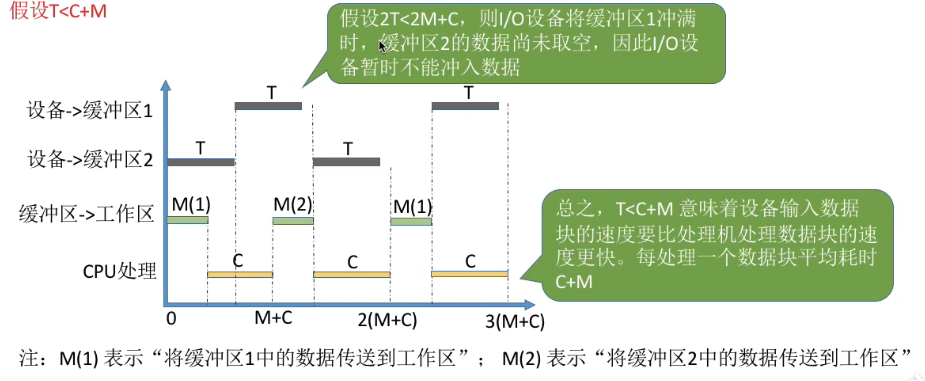 假设T<C+M
假设2T<2M+C，则I/O设备将缓冲区1冲满
时，缓冲区2的数据尚未取空，因此I/O设
备暂时不能冲入数据
T
T
设备->缓冲区1
T
T
设备->缓冲区2
M(1)
M(2)
M(1)
缓冲区->工作区
总之，T<C+M 意味着设备输入数据
块的速度要比处理机处理数据块的速
度更快。每处理一个数据块平均耗时
C+M
C
C
C
CPU处理
0
M+C
2(M+C)
3(M+C)
注：M(1) 表示“将缓冲区1中的数据传送到工作区”； M(2) 表示“将缓冲区2中的数据传送到工作区”